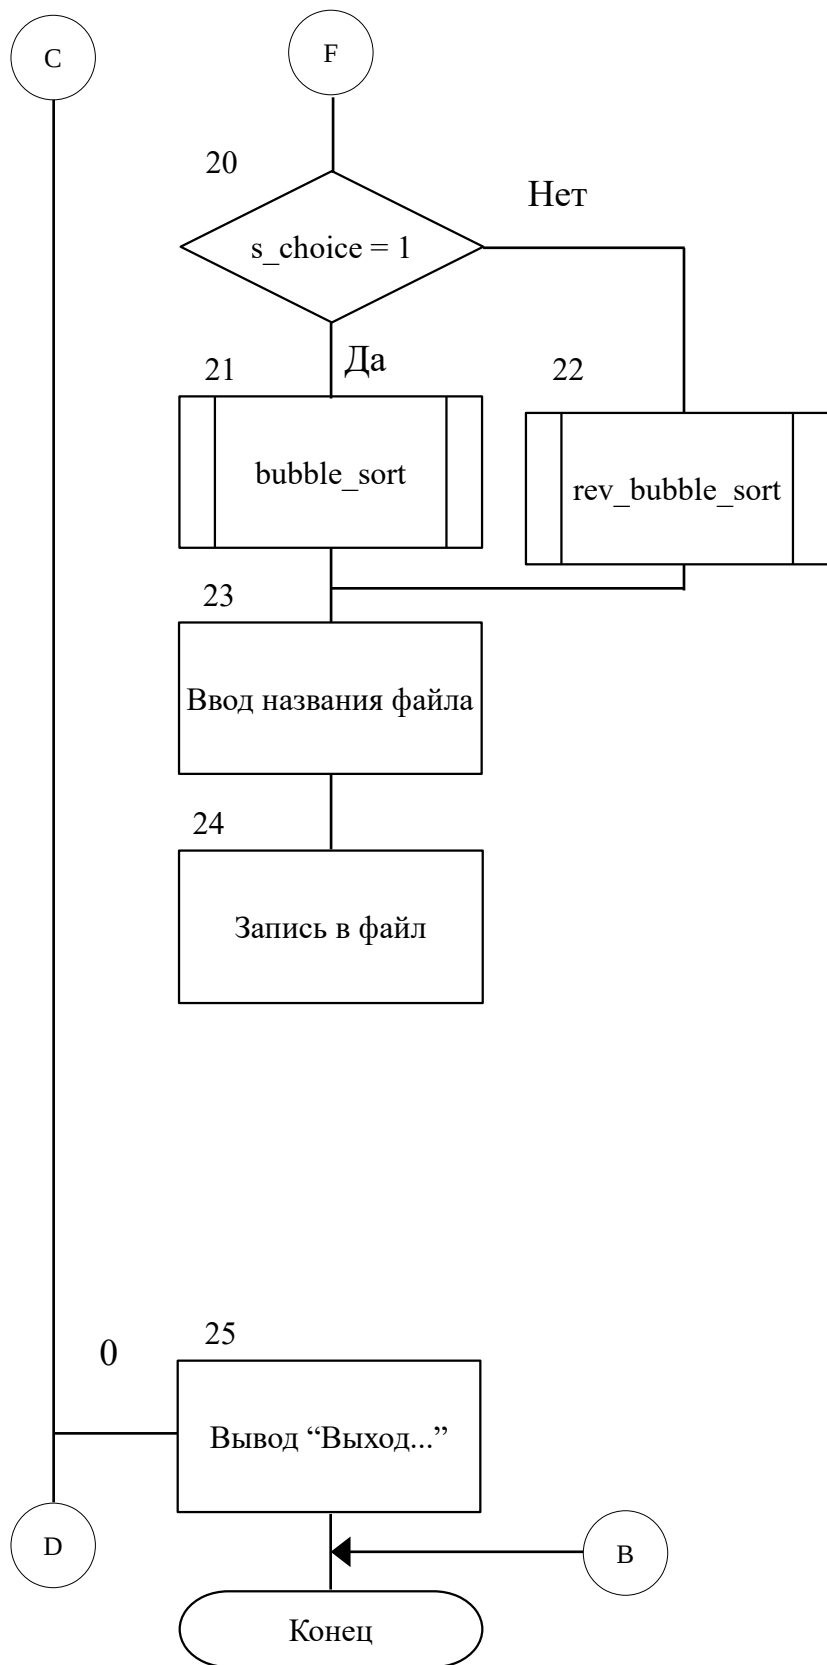 C
F
20
Нет
s_choice = 1
Да
21
22
bubble_sort
rev_bubble_sort
23
Ввод названия файла
24
Запись в файл
25
0
Вывод “Выход...”
D
B
Конец